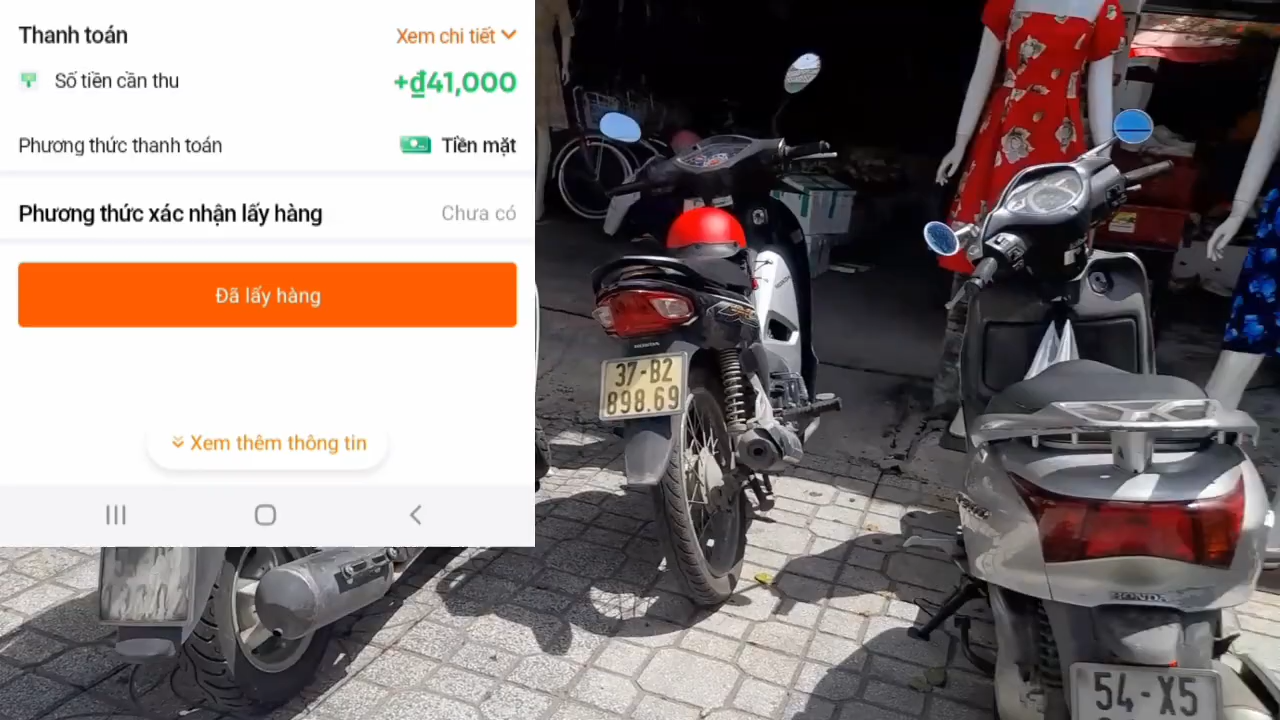 Thanh toán
Xem chi tiết
Số tiền cần thu
+₫41,000
Phương thức thanh toán
Tiền mặt
Phương thức xác nhận lấy hàng
Chưa có
Đã lấy hàng
Xem thêm thông tin
HONDA
37-B2
898.69
HONDA
54-X5